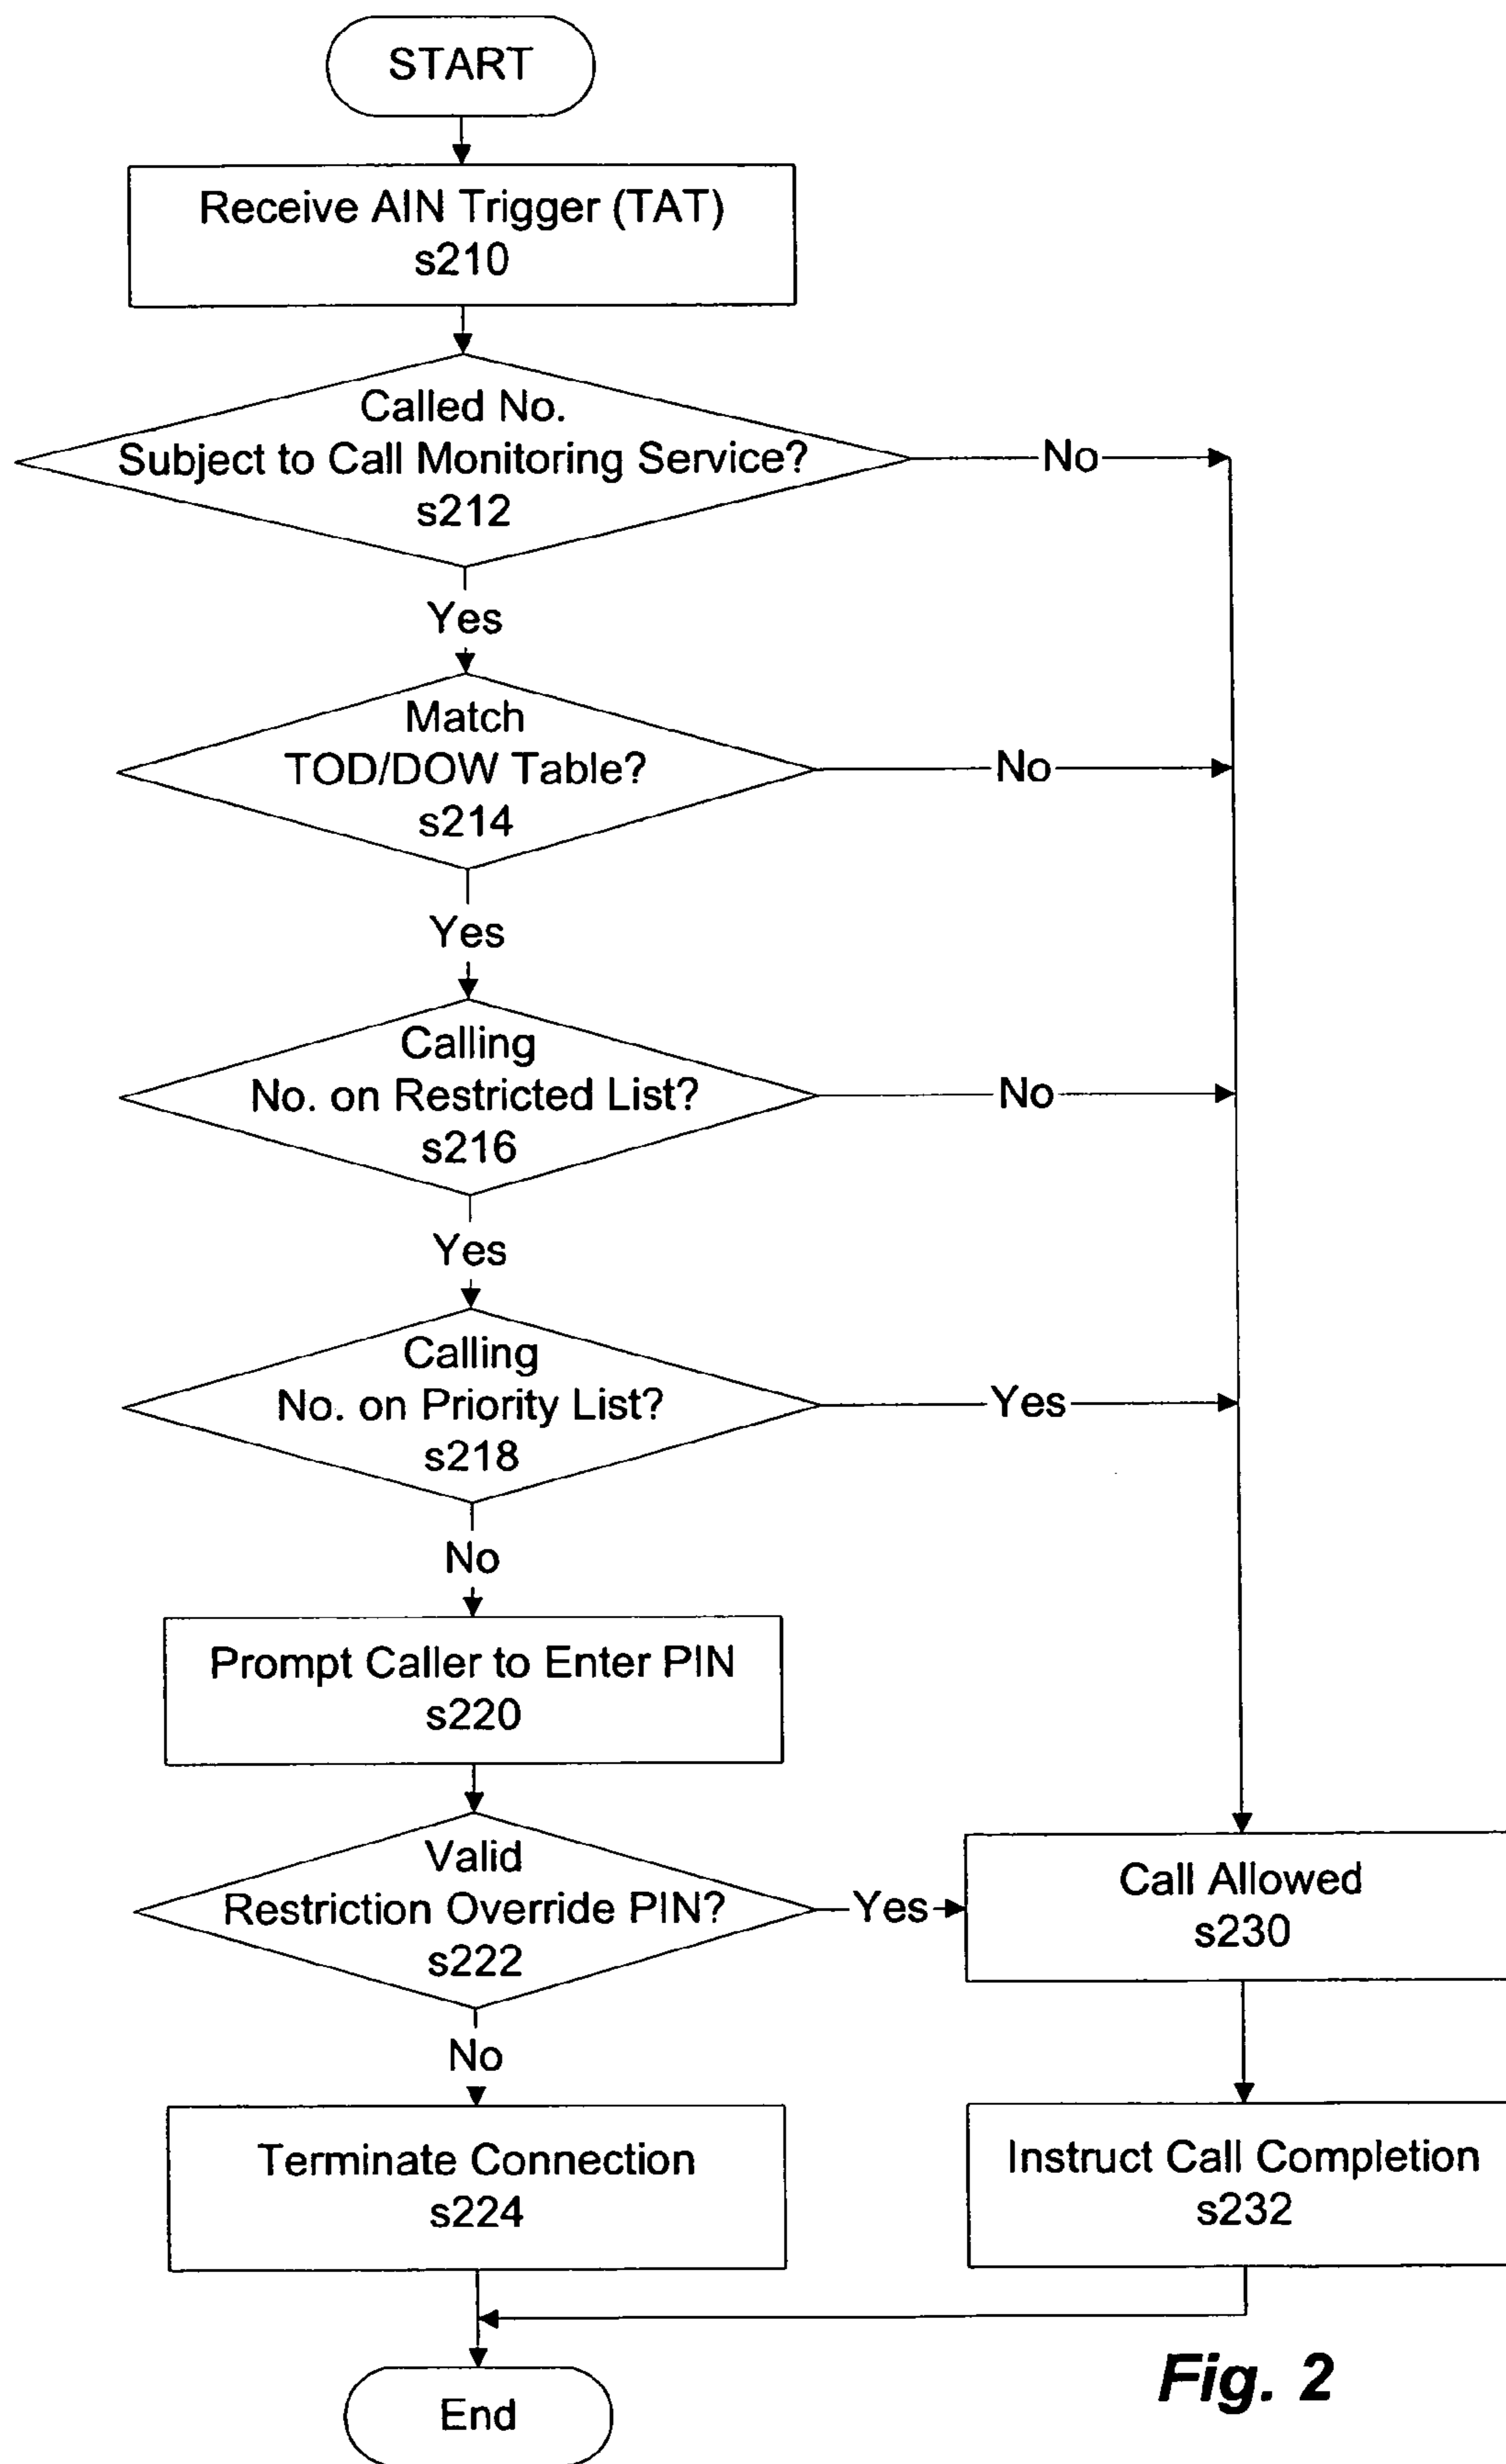 START
Receive AIN Trigger (TAT)
s210
Called No.
Subject to Call Monitoring Service?
s212
No
Yes
Match
TOD/DOW Table?
s214
No
Yes
Calling
No. on Restricted List?
s216
No
Yes
Calling
No. on Priority List?
s218
Yes
No
Prompt Caller to Enter PIN
s220
Valid
Restriction Override PIN?
s222
Yes
Call Allowed
s230
No
Terminate Connection
s224
Instruct Call Completion
s232
End
Fig. 2